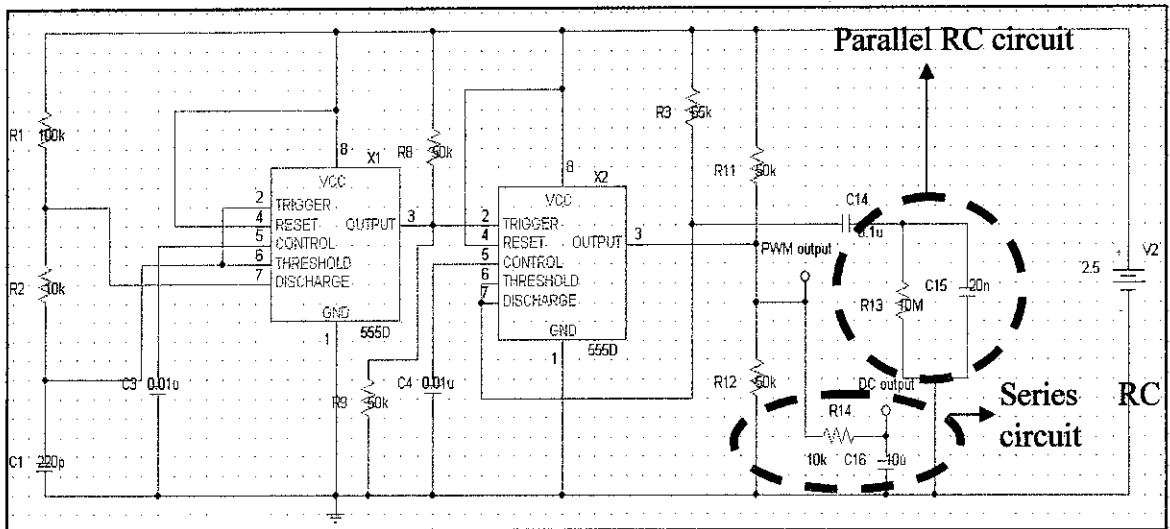 Parallel RC circuit
R1 100k
R2 10k
C1 220p
C3 0.01u
X1
8
VCC
2 TRIGGER
4 RESET OUTPUT 3
5 CONTROL
6 THRESHOLD
7 DISCHARGE
GND
1 555D
R8 50k
R9 50k
C4 0.01u
X2
8
VCC
2 TRIGGER
4 RESET OUTPUT 3
5 CONTROL
6 THRESHOLD
7 DISCHARGE
GND
1 555D
R3 65k
R11 50k
R12 50k
C14
0.1u
PWM output
R13 10M
C15 20n
V2
2.5
DC output
R14
10k
C16 10u
Series RC
circuit